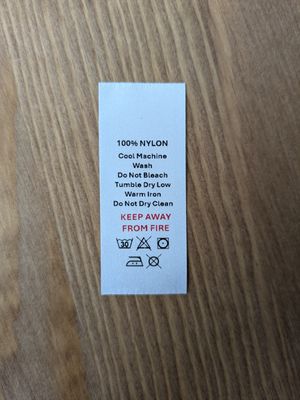 100% NYLON
Cool Machine
Wash
Do Not Bleach
Tumble Dry Low
Warm Iron
Do Not Dry Clean
KEEP AWAY
FROM FIRE
30